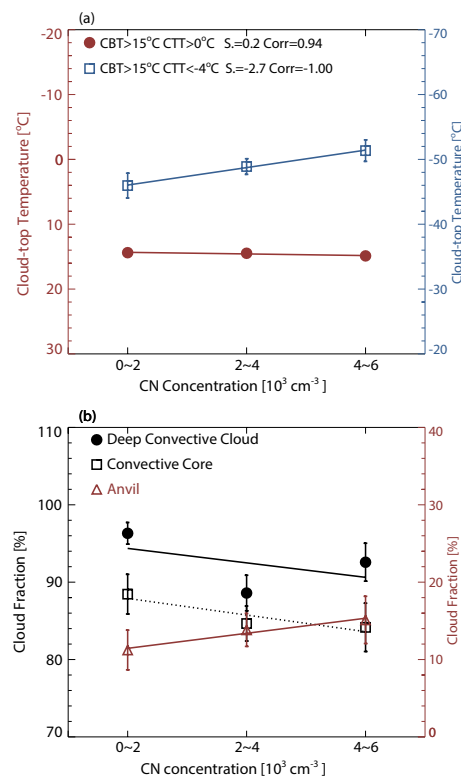 (a)
CBT>15°C CTT>0°C S.=0.2 Corr=0.94
CBT>15°C CTT<-4°C S.=-2.7 Corr=-1.00
Cloud-top Temperature [°C]
-20
-10
0
10
20
30
Cloud-top Temperature [°C]
-70
-60
-50
-40
-30
-20
0~2
2~4
4~6
CN Concentration [10³ cm⁻³]
(b)
Deep Convective Cloud
Convective Core
Anvil
Cloud Fraction [%]
110
100
90
80
70
Cloud Fraction [%]
40
30
20
10
0
0~2
2~4
4~6
CN concentration [10³ cm⁻³]